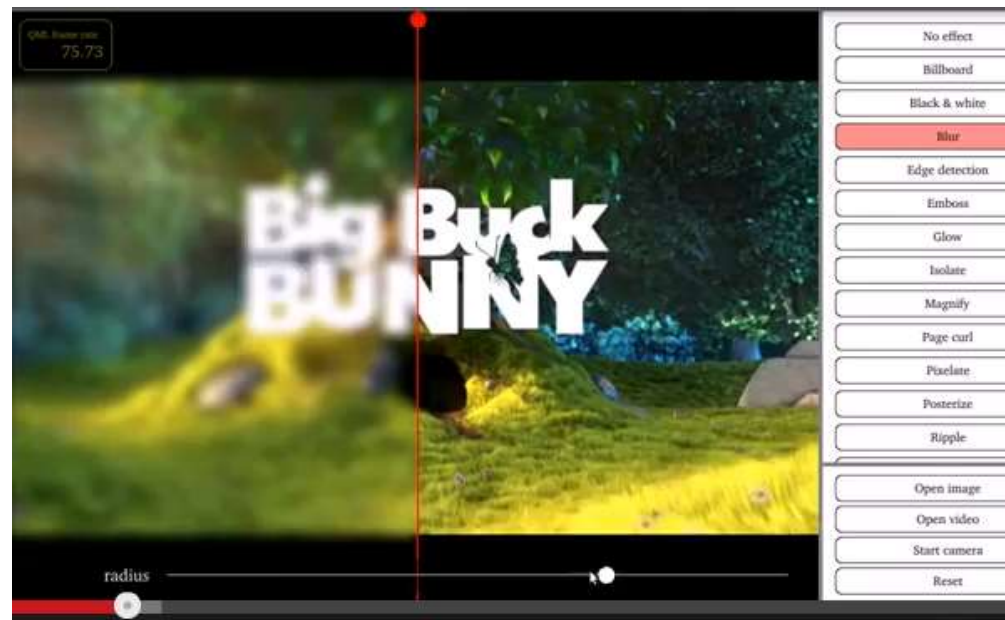 QML frame rate
75.73
Big Buck
BUNNY
radius
No effect
Billboard
Black & white
Blur
Edge detection
Emboss
Glow
Isolate
Magnify
Page curl
Pixelate
Posterize
Ripple
Open image
Open video
Start camera
Reset